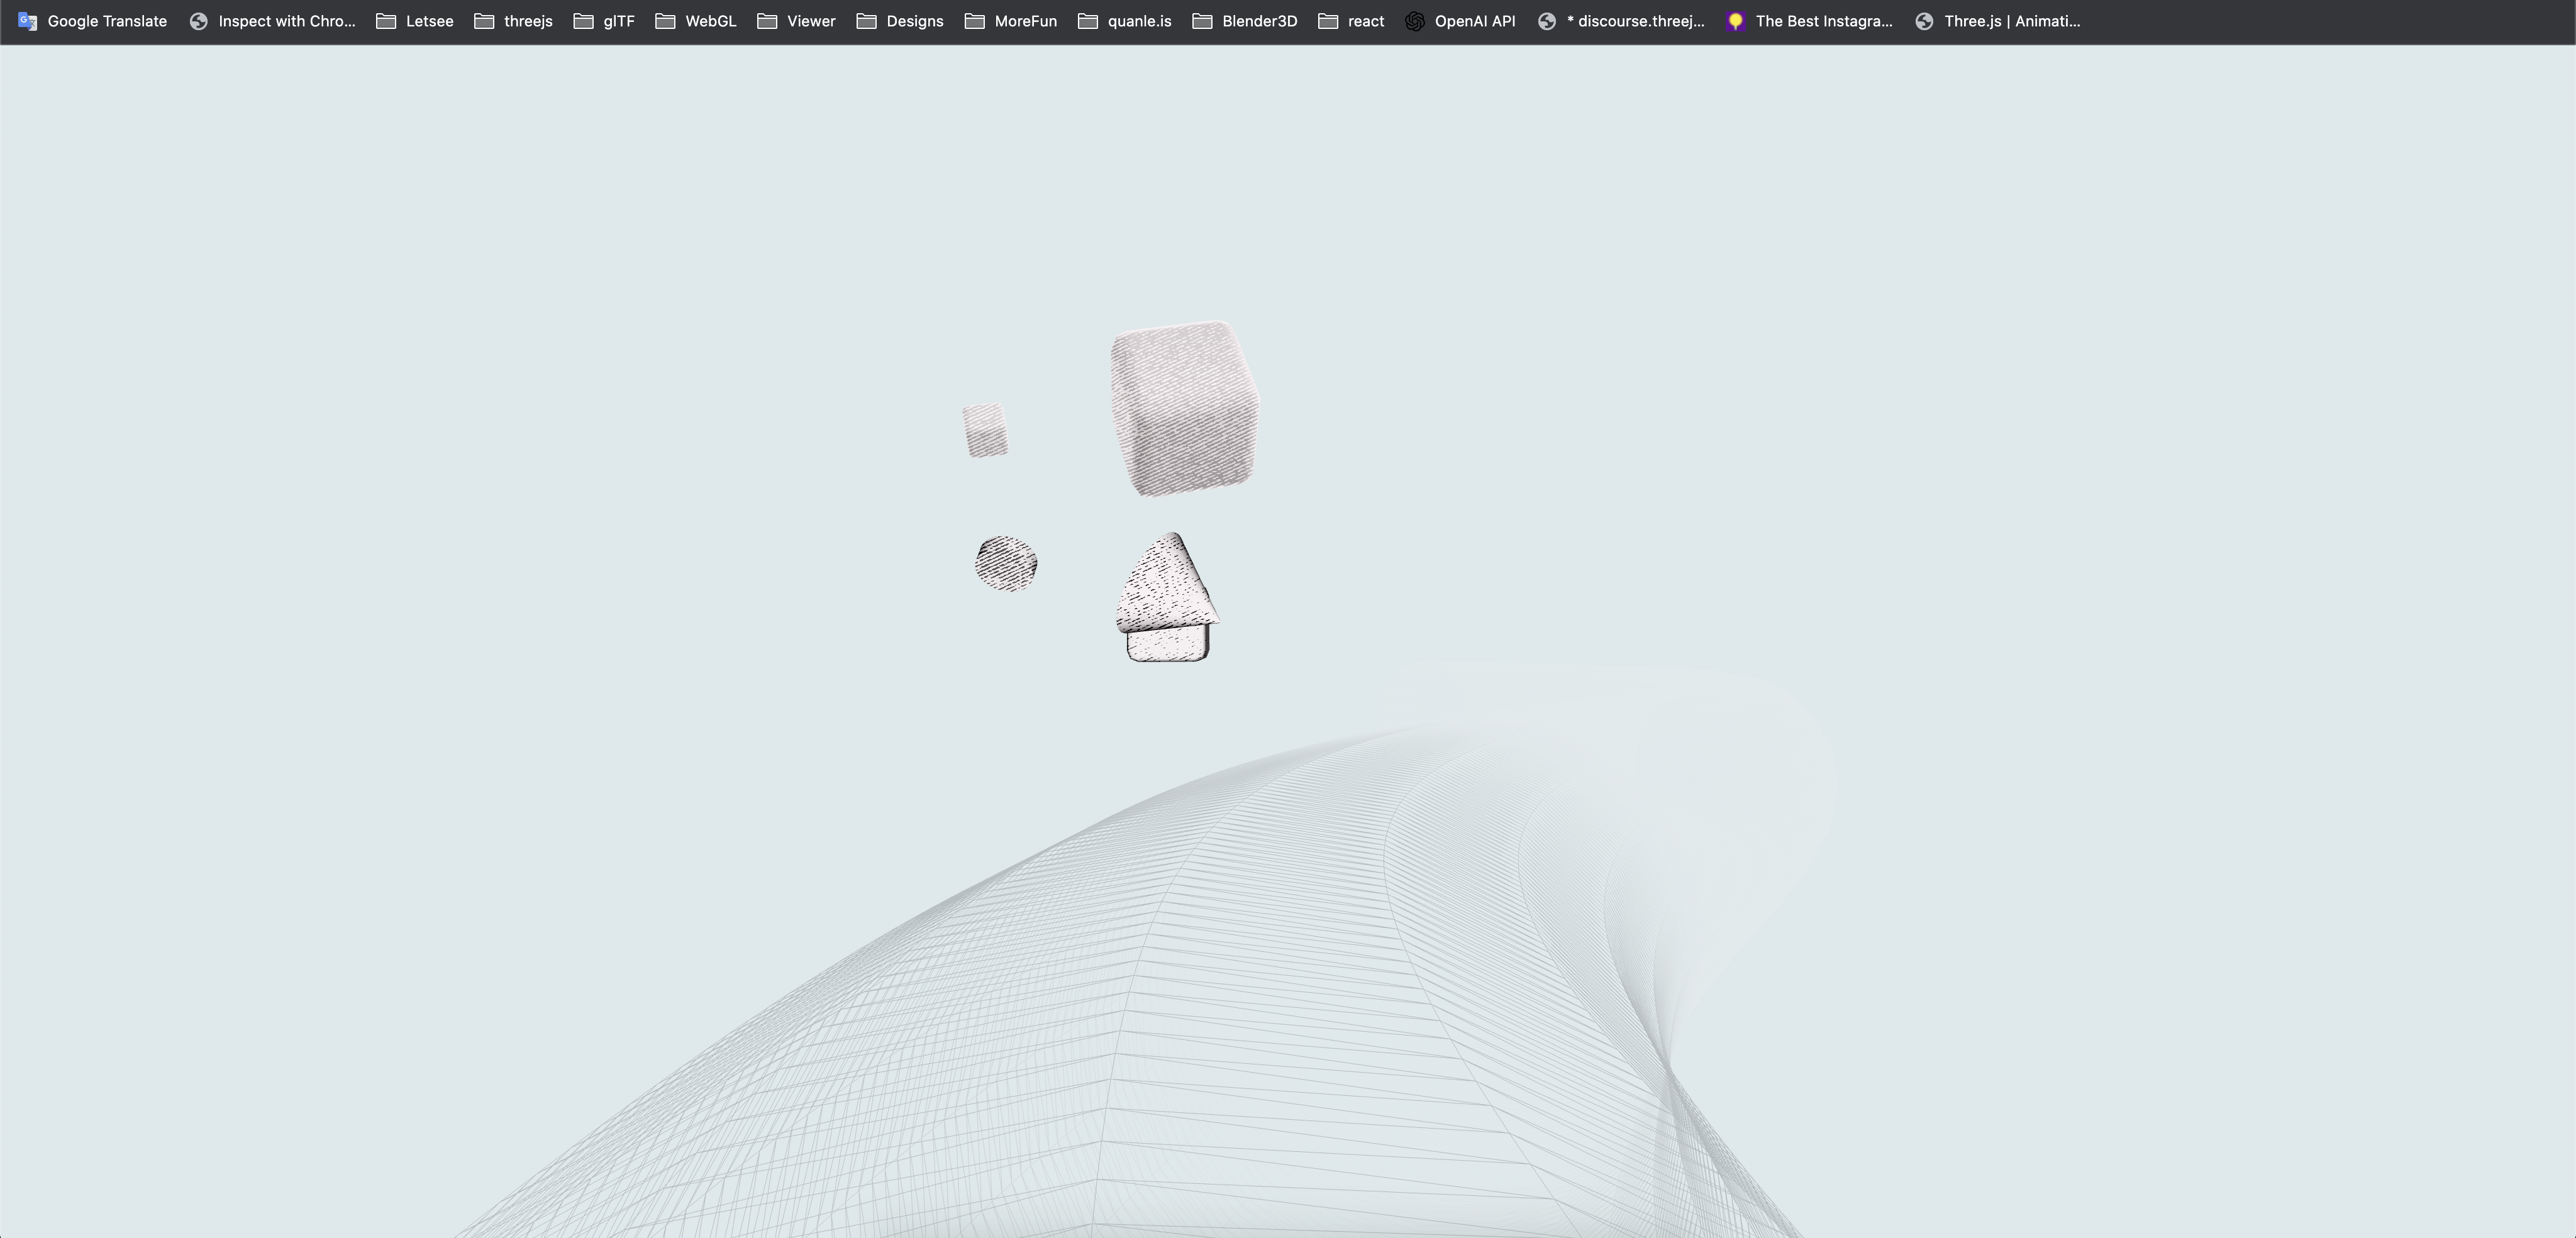 Google Translate Inspect with Chro... Letsee threejs glTF WebGL Viewer Designs MoreFun quanle.is Blender3D react OpenAI API * discourse.threej... The Best Instagra... Three.js | Animati...